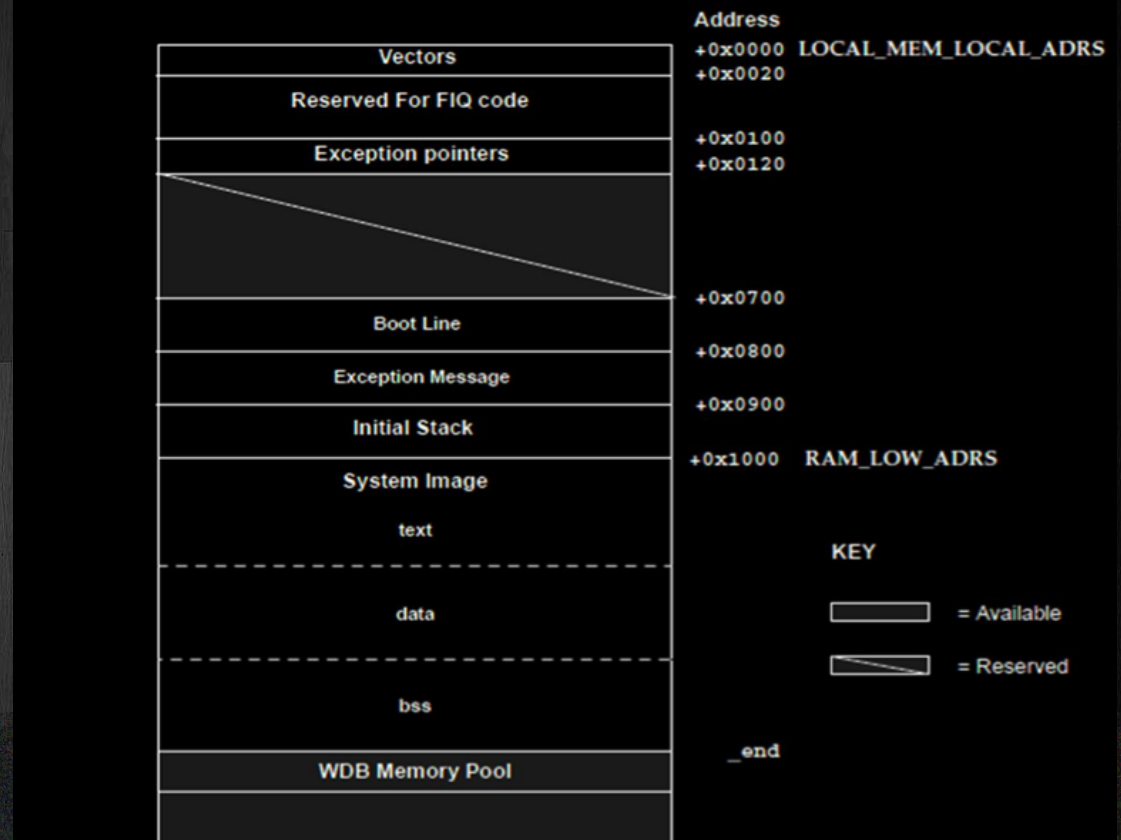 Address
Vectors
+0x0000 LOCAL_MEM_LOCAL_ADRS
+0x0020
Reserved For FIQ code
+0x0100
Exception pointers
+0x0120
+0x0700
Boot Line
+0x0800
Exception Message
+0x0900
Initial Stack
+0x1000 RAM_LOW_ADRS
System Image
text
KEY
data
= Available
= Reserved
bss
_end
WDB Memory Pool